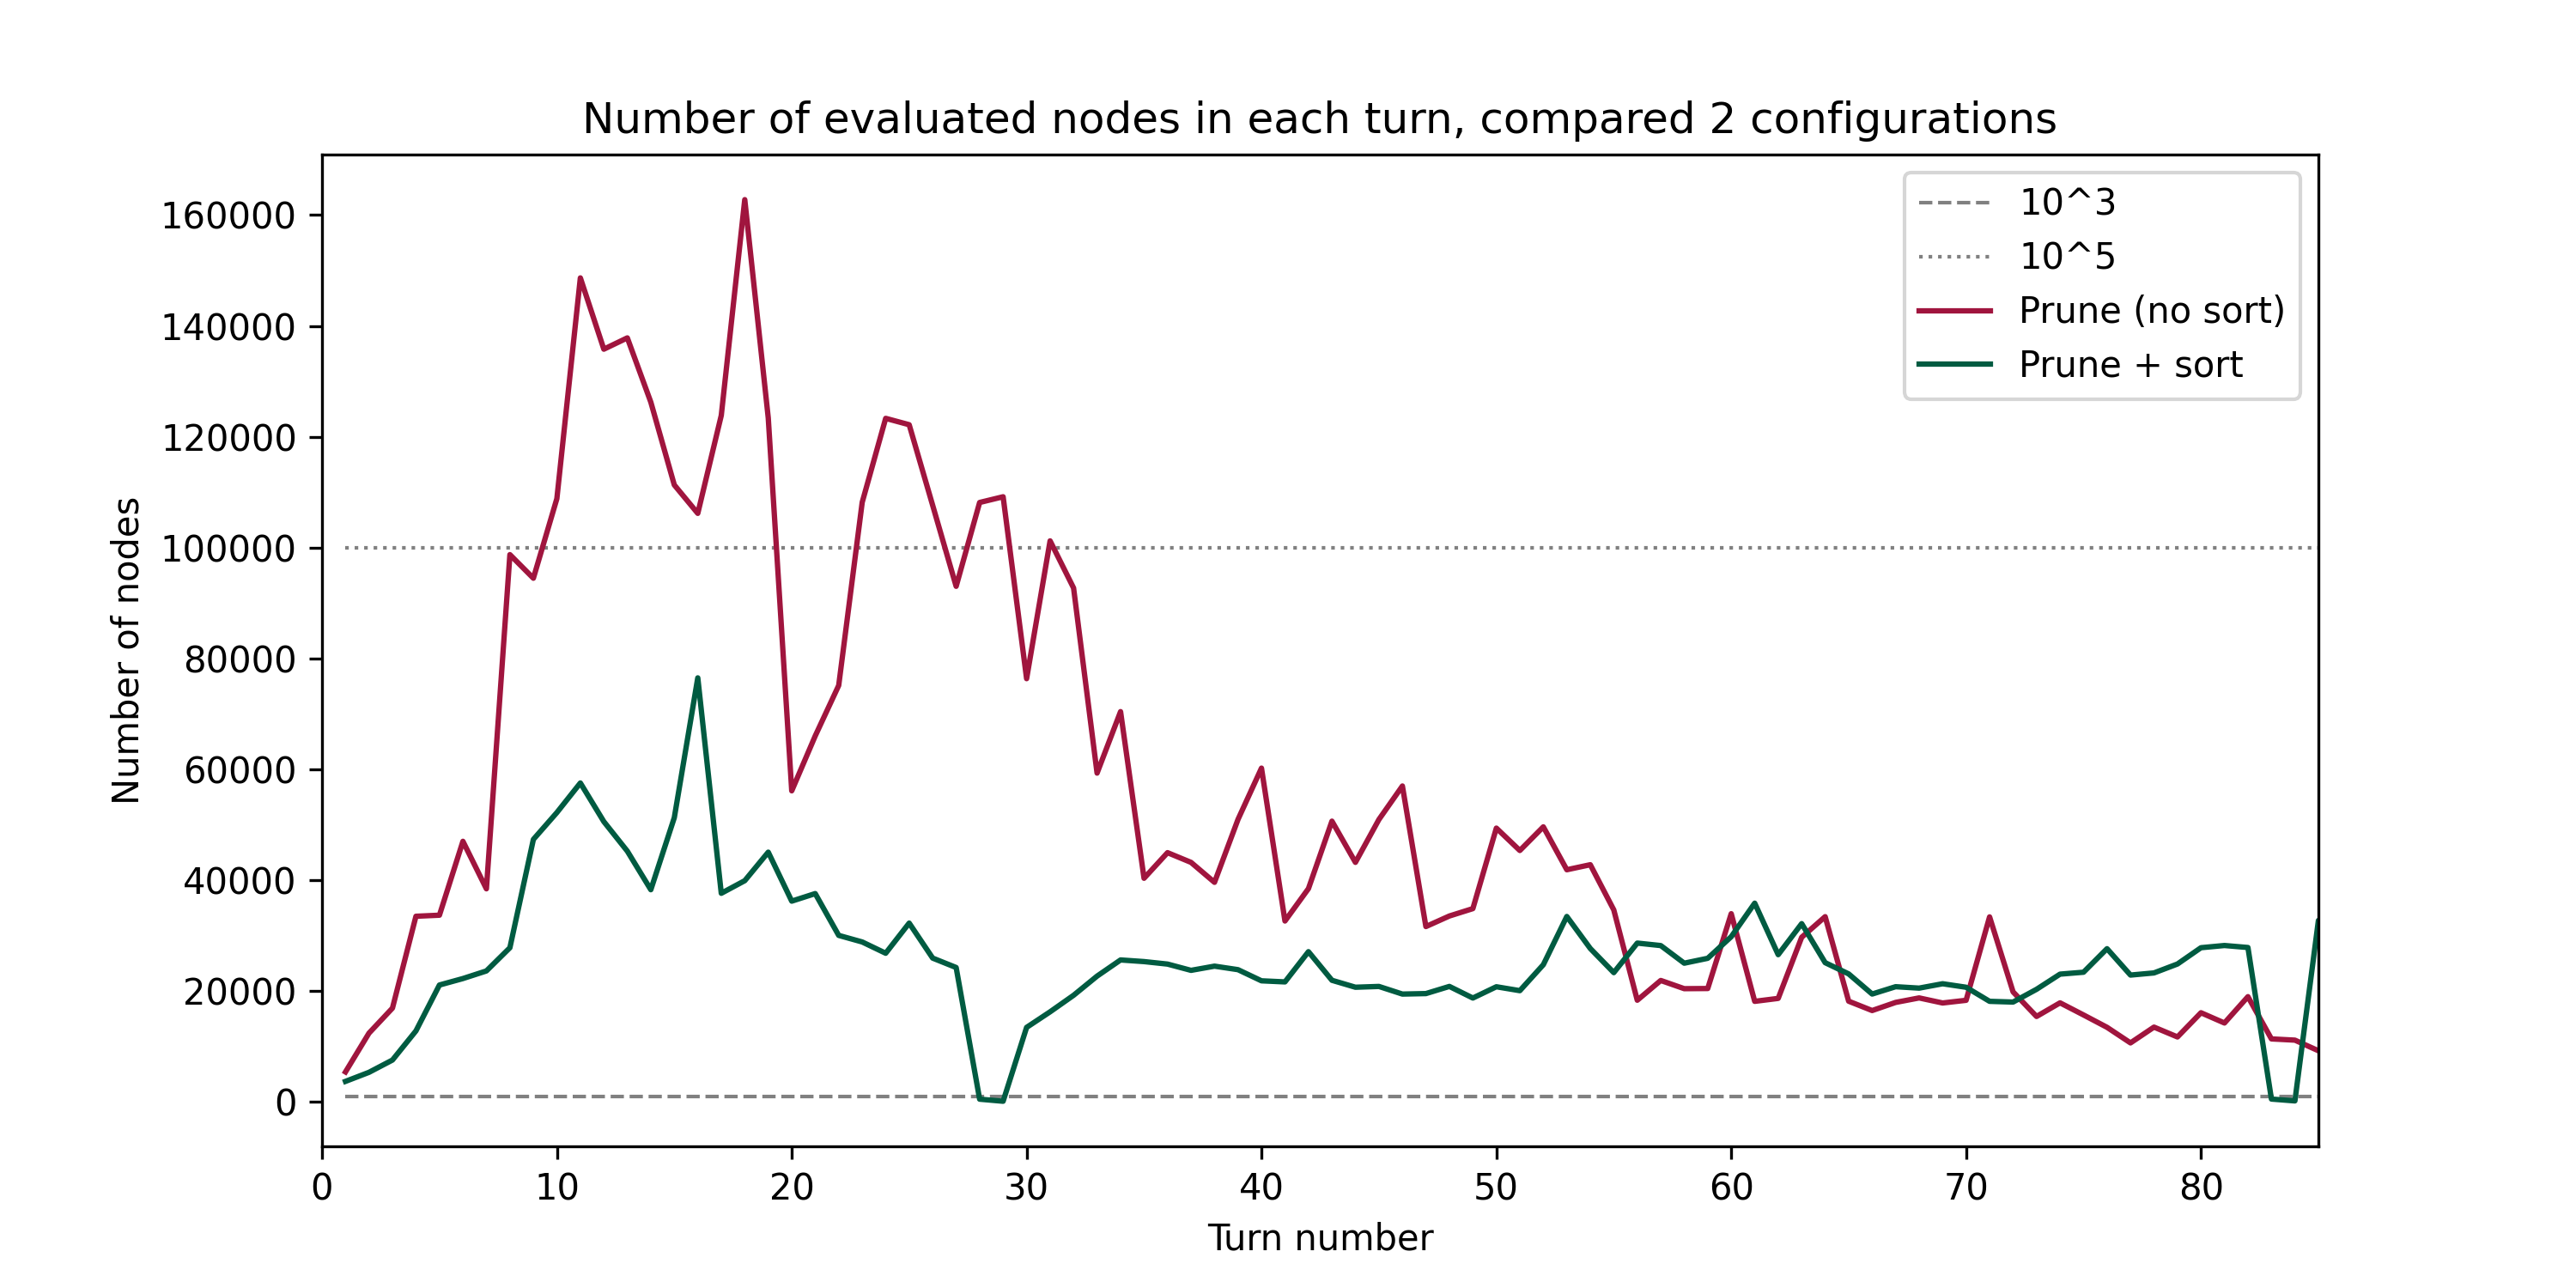 Number of evaluated nodes in each turn, compared 2 configurations
10^3
10^5
Prune (no sort)
Prune + sort
Number of nodes
160000
140000
120000
100000
80000
60000
40000
20000
0
0 10 20 30 40 50 60 70 80
Turn number